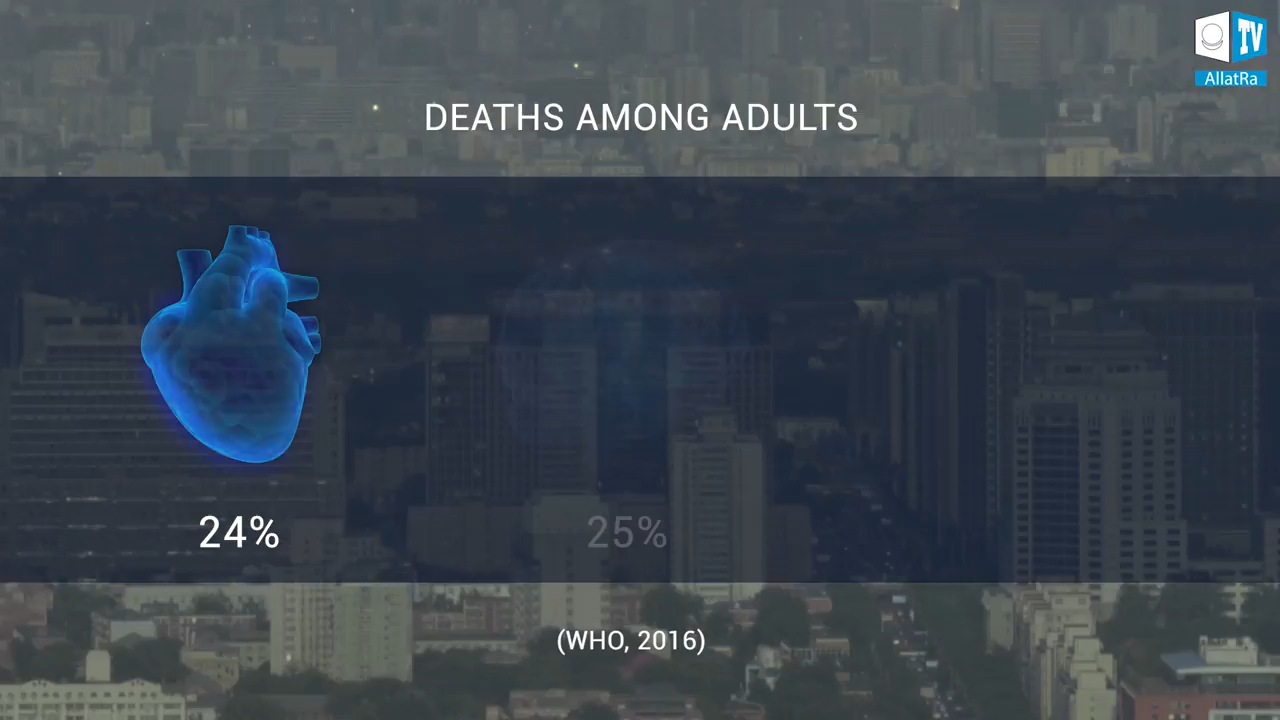 TV
AllatRa
DEATHS AMONG ADULTS
24%
25%
(WHO, 2016)